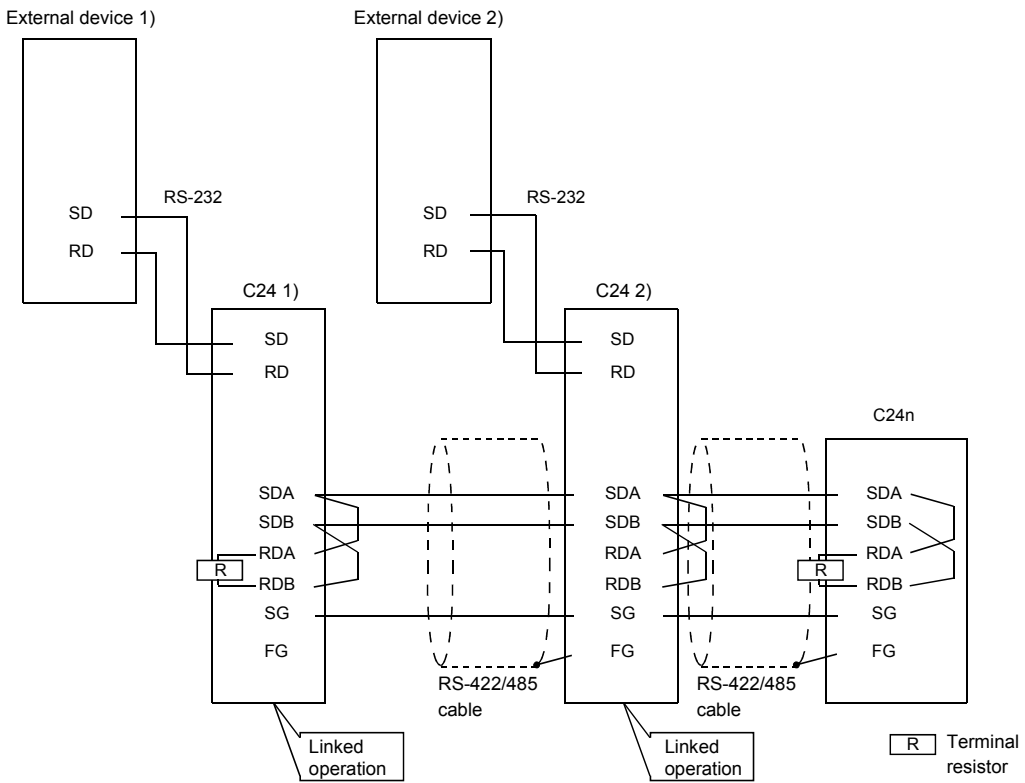 External device 1)
External device 2)
SD
RD
RS-232
SD
RD
RS-232
C24 1)
SD
RD
SDA
SDB
RDA
RDB
SG
FG
R
C24 2)
SD
RD
SDA
SDB
RDA
RDB
SG
FG
C24n
SDA
SDB
RDA
RDB
SG
FG
R
RS-422/485
cable
RS-422/485
cable
Linked
operation
Linked
operation
R
Terminal
resistor